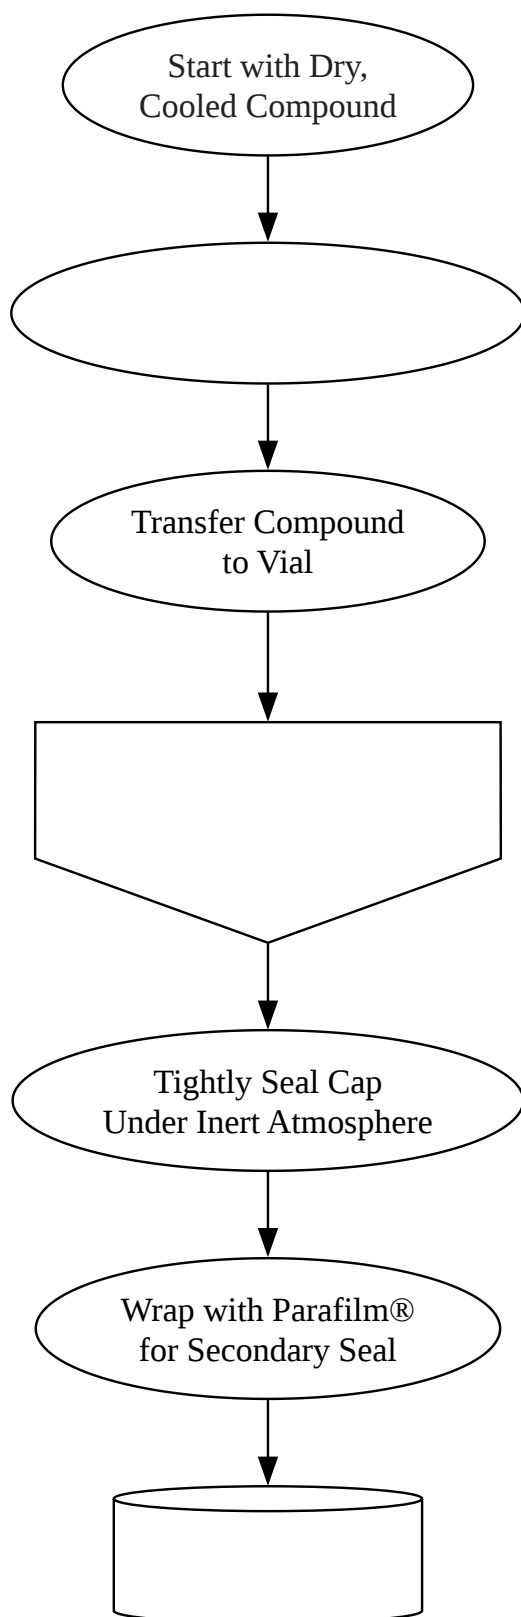 Start with Dry,
Cooled Compound
Transfer Compound
to Vial
Tightly Seal Cap
Under Inert Atmosphere
Wrap with Parafilm®
for Secondary Seal